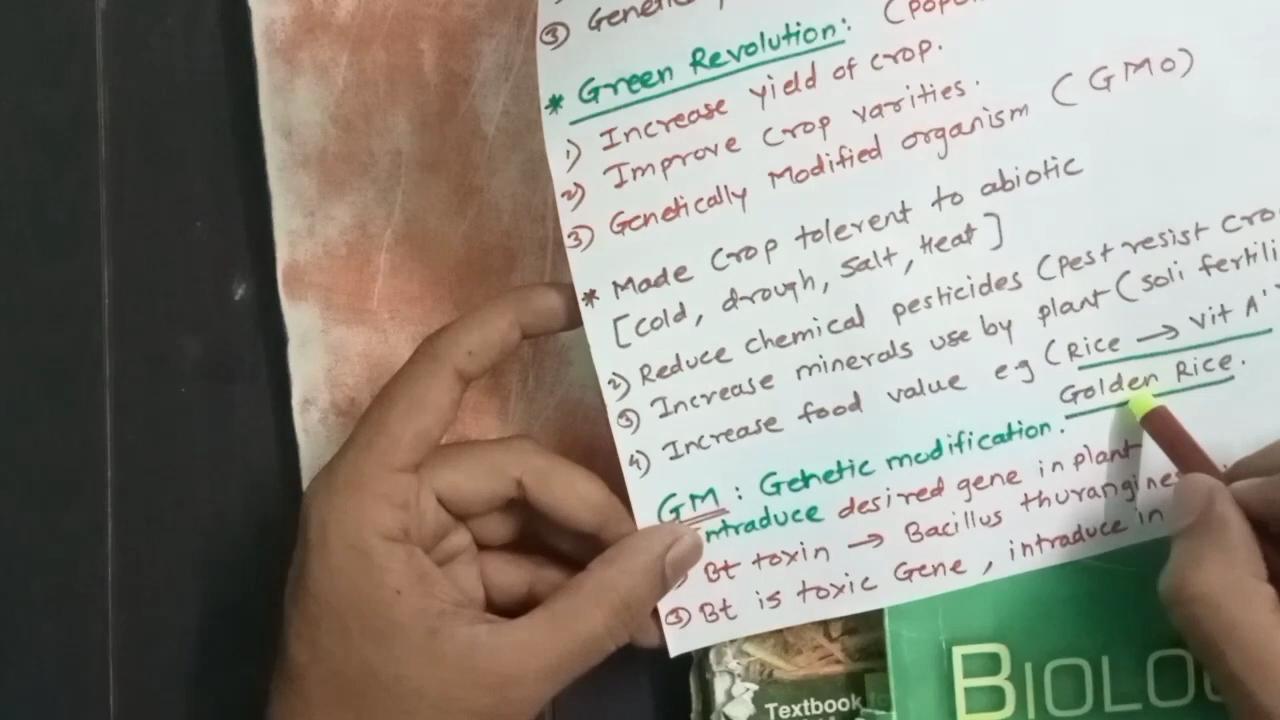 ③ Genetic
* Green Revolution: (Pop
1) Increase yield of crop.
2) Improve crop varities.
3) Genetically Modified organism (GMO)
* Made crop tolerent to abiotic
[cold, drough, salt, Heat]
2) Reduce chemical pesticides (pest resist cro
③ Increase minerals use by plant (soli fertili
4) Increase food value eg (Rice → vit A'
Golden Rice.
GM : Genetic modification.
intraduce desired gene in plant
Bt toxin → Bacillus thurangines
③ Bt is toxic Gene, intraduce in
Textbook
BIOLO